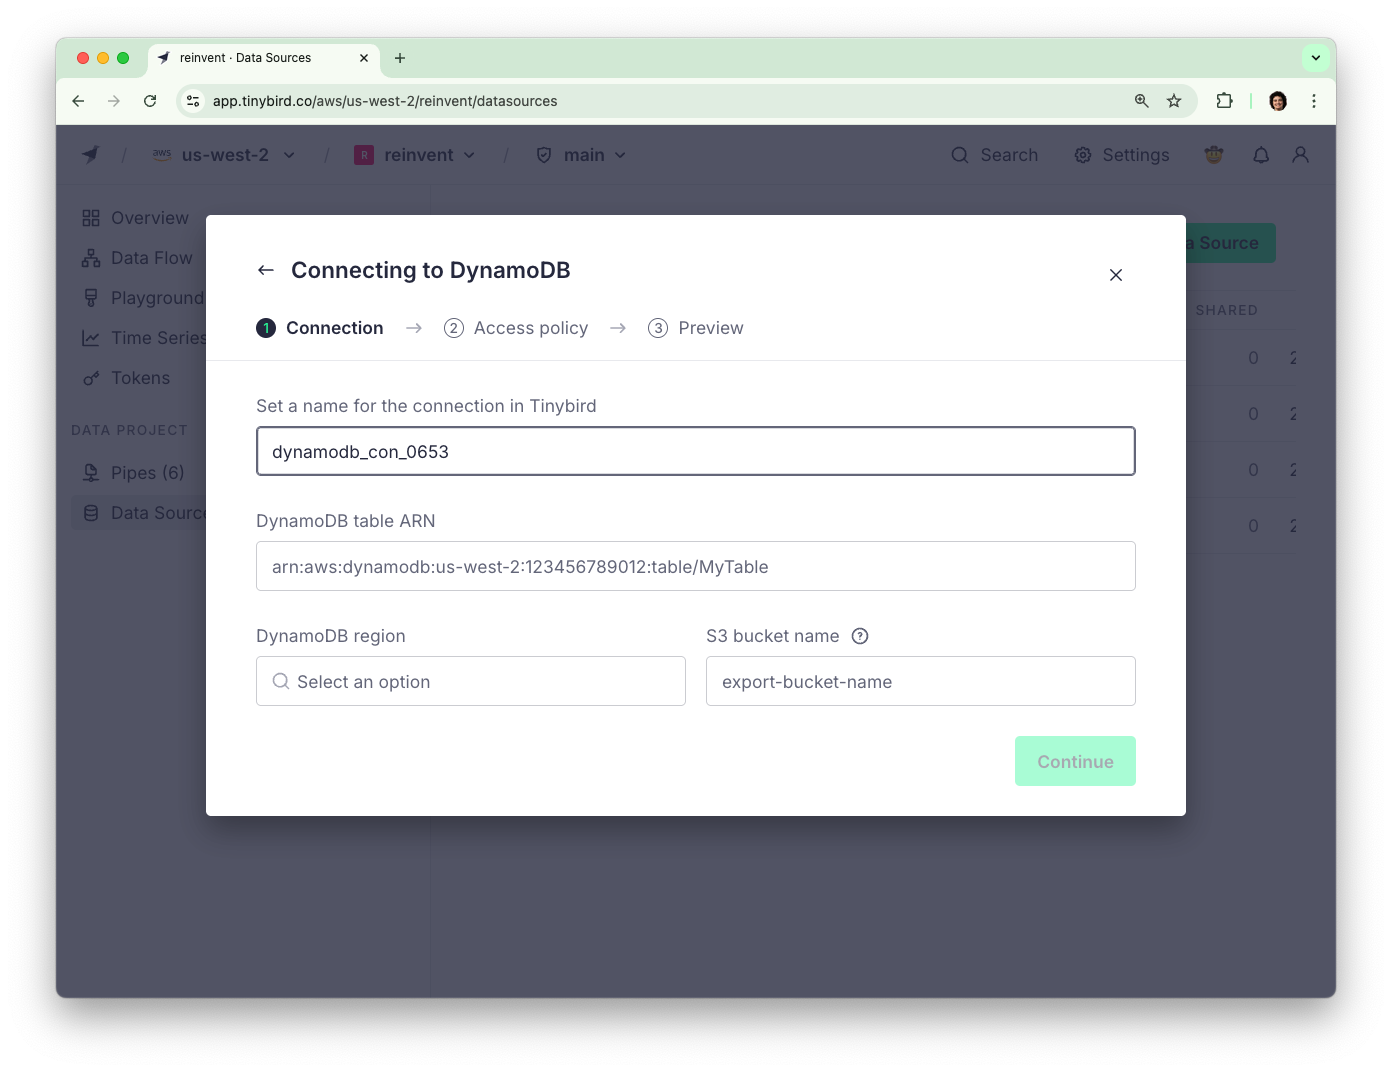 reinvent · Data Sources
app.tinybird.co/aws/us-west-2/reinvent/datasources
/ aws us-west-2 / R reinvent / main Search Settings
Overview
Data Flow
Playground
Time Series
Tokens
DATA PROJECT
Pipes (6)
Data Sourc
a Source
SHARED
0 2
0 2
0 2
0 2
Connecting to DynamoDB
1 Connection → 2 Access policy → 3 Preview
Set a name for the connection in Tinybird
dynamodb_con_0653
DynamoDB table ARN
arn:aws:dynamodb:us-west-2:123456789012:table/MyTable
DynamoDB region
Select an option
S3 bucket name ?
export-bucket-name
Continue